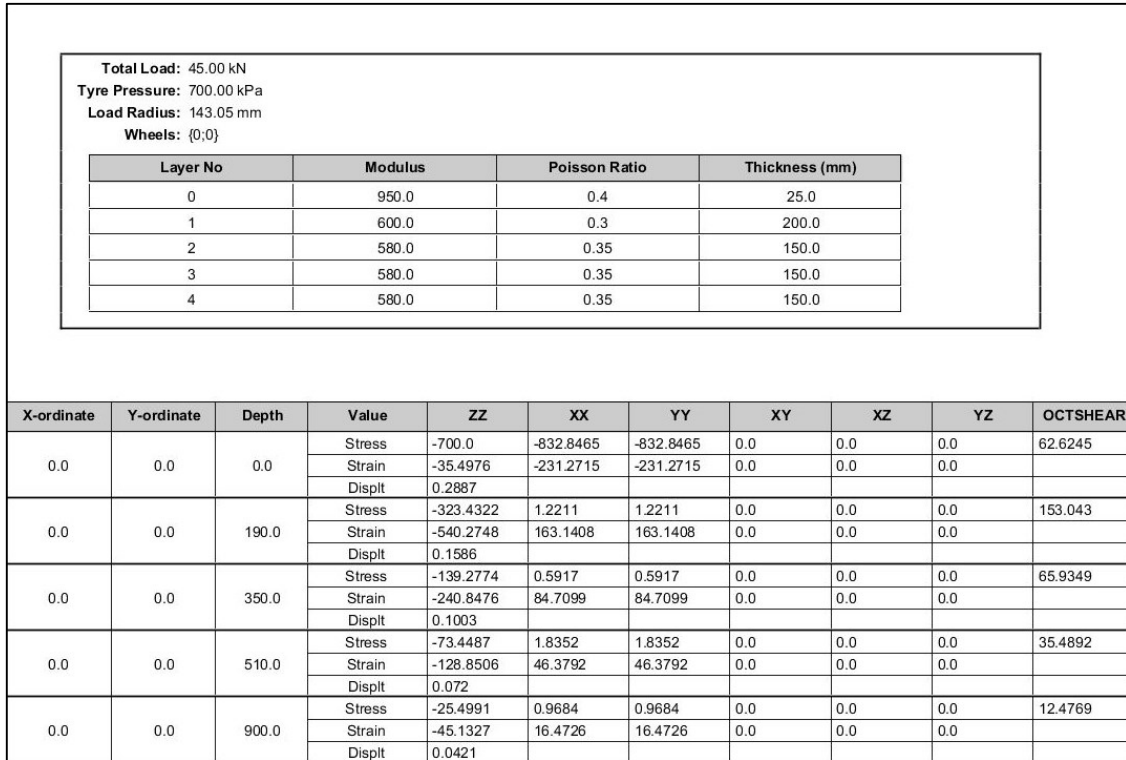 Total Load: 45.00 kN
Tyre Pressure: 700.00 kPa
Load Radius: 143.05 mm
Wheels: {0;0}
Layer No Modulus Poisson Ratio Thickness (mm)
0 950.0 0.4 25.0
1 600.0 0.3 200.0
2 580.0 0.35 150.0
3 580.0 0.35 150.0
4 580.0 0.35 150.0
X-ordinate Y-ordinate Depth Value ZZ XX YY XY XZ YZ OCTSHEAR
Stress -700.0 -832.8465 -832.8465 0.0 0.0 0.0 62.6245
0.0 0.0 0.0 Strain -35.4976 -231.2715 -231.2715 0.0 0.0 0.0
Displt 0.2887
Stress -323.4322 1.2211 1.2211 0.0 0.0 0.0 153.043
0.0 0.0 190.0 Strain -540.2748 163.1408 163.1408 0.0 0.0 0.0
Displt 0.1586
Stress -139.2774 0.5917 0.5917 0.0 0.0 0.0 65.9349
0.0 0.0 350.0 Strain -240.8476 84.7099 84.7099 0.0 0.0 0.0
Displt 0.1003
Stress -73.4487 1.8352 1.8352 0.0 0.0 0.0 35.4892
0.0 0.0 510.0 Strain -128.8506 46.3792 46.3792 0.0 0.0 0.0
Displt 0.072
Stress -25.4991 0.9684 0.9684 0.0 0.0 0.0 12.4769
0.0 0.0 900.0 Strain -45.1327 16.4726 16.4726 0.0 0.0 0.0
Displt 0.0421